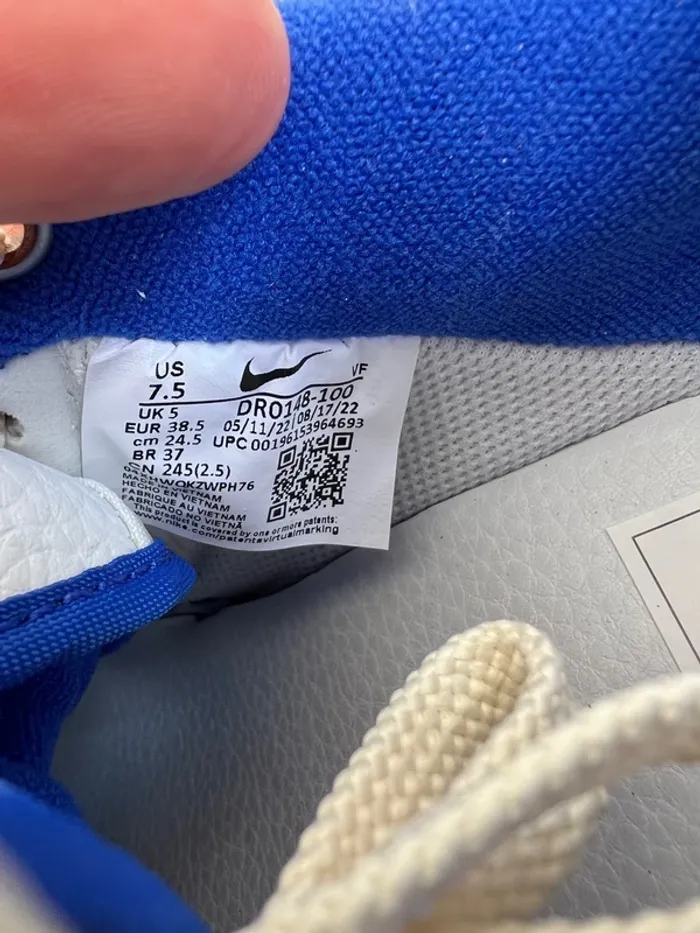 US
7.5
VF
UK 5
DR0148-100
EUR 38.5
05/11/22 08/17/22
cm 24.5
UPC 00196153964693
BR 37
CN 245(2.5)
MADE IN VIETNAM
HECHO EN VIETNAM
FABRIQUE AU VIETNAM
FABRICADO NO VIETNÃ
This product is covered by one or more patents:
www.nike.com/patentsvirtualmarking